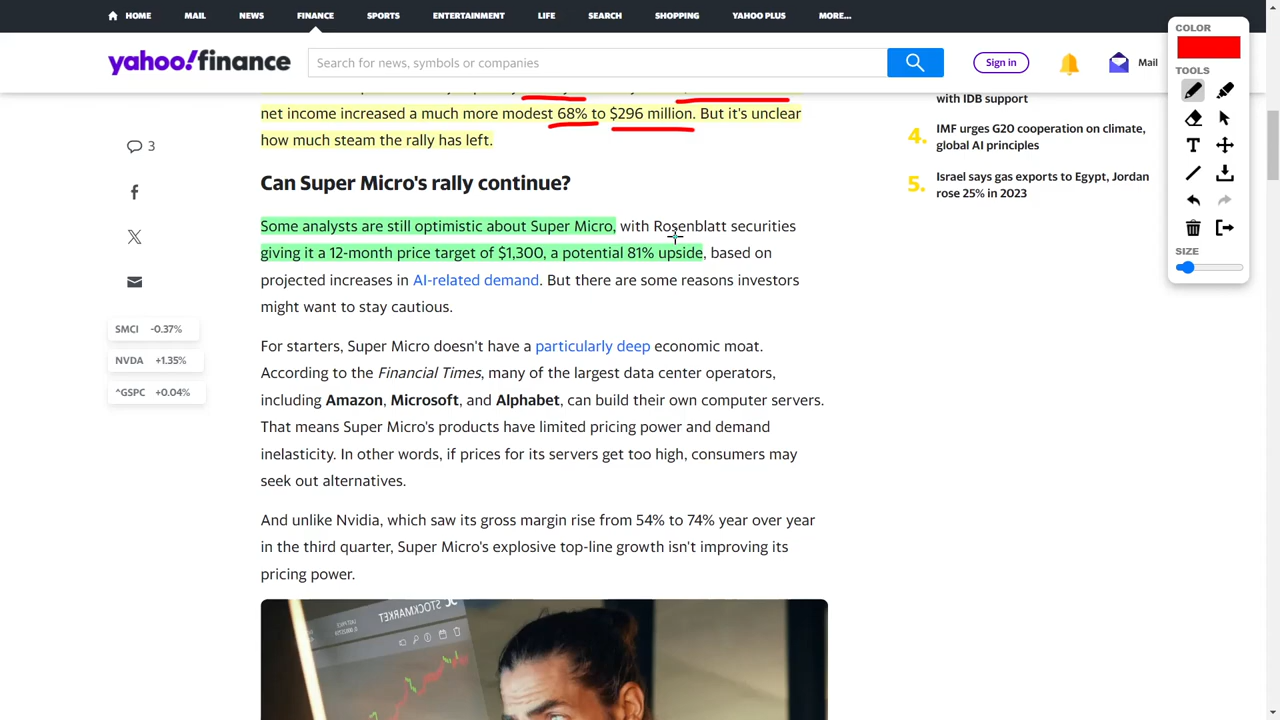 HOME MAIL NEWS FINANCE SPORTS ENTERTAINMENT LIFE SEARCH SHOPPING YAHOO PLUS MORE...
yahoo!finance
Search for news, symbols or companies
Sign in
Mail
COLOR
TOOLS
SIZE
net income increased a much more modest 68% to $296 million. But it's unclear
how much steam the rally has left.
3
Can Super Micro's rally continue?
Some analysts are still optimistic about Super Micro, with Rosenblatt securities
giving it a 12-month price target of $1,300, a potential 81% upside, based on
projected increases in AI-related demand. But there are some reasons investors
might want to stay cautious.
SMCI -0.37%
NVDA +1.35%
^GSPC +0.04%
For starters, Super Micro doesn't have a particularly deep economic moat.
According to the Financial Times, many of the largest data center operators,
including Amazon, Microsoft, and Alphabet, can build their own computer servers.
That means Super Micro's products have limited pricing power and demand
inelasticity. In other words, if prices for its servers get too high, consumers may
seek out alternatives.
And unlike Nvidia, which saw its gross margin rise from 54% to 74% year over year
in the third quarter, Super Micro's explosive top-line growth isn't improving its
pricing power.
with IDB support
4. IMF urges G20 cooperation on climate,
global AI principles
5. Israel says gas exports to Egypt, Jordan
rose 25% in 2023